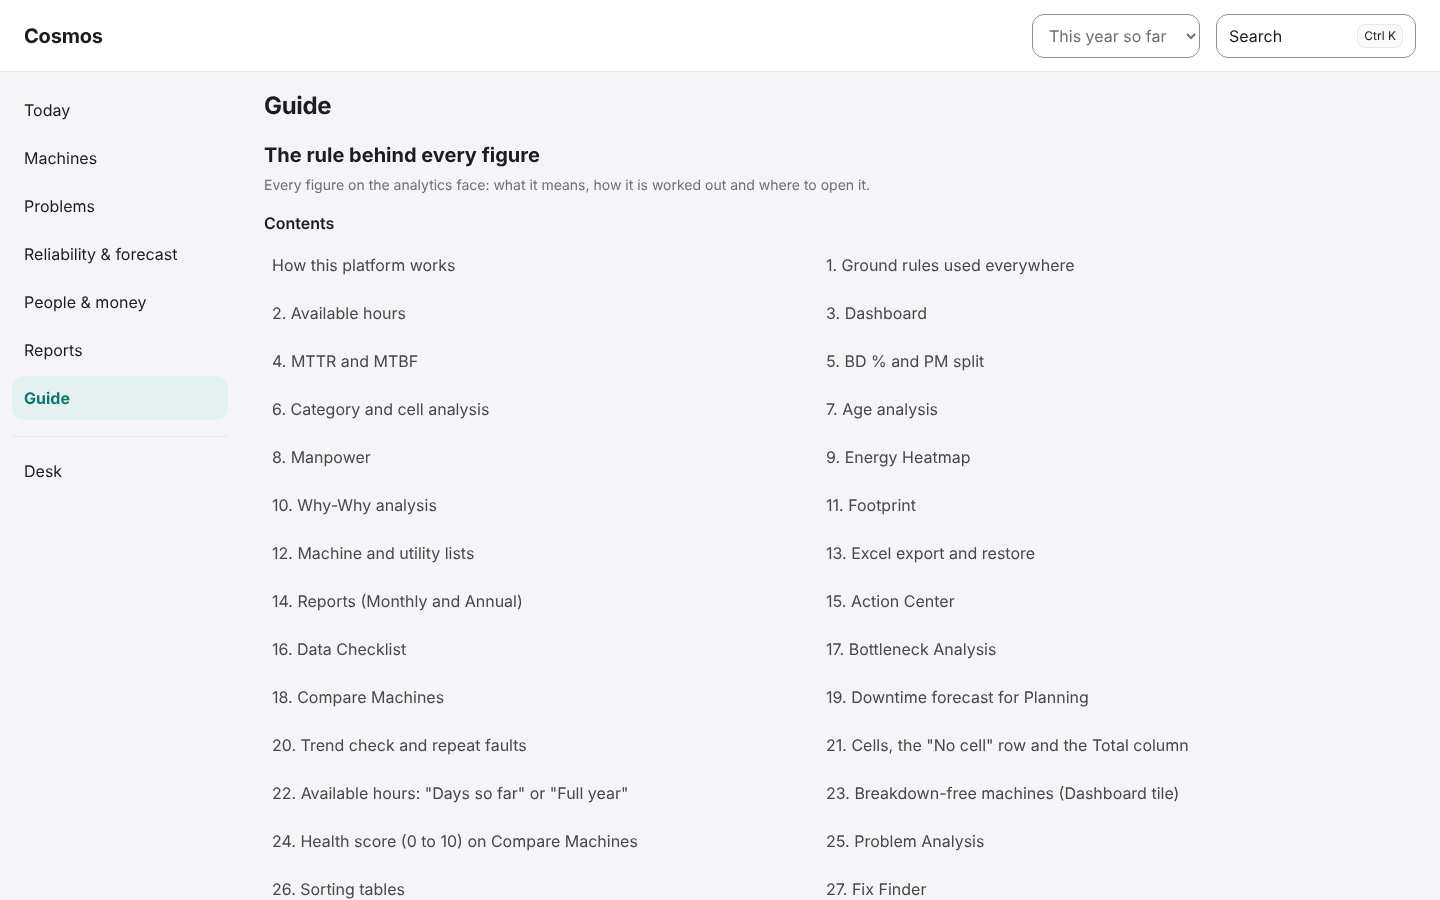 Cosmos
This year so far
Search
Ctrl K
Today
Machines
Problems
Reliability & forecast
People & money
Reports
Guide
Desk
Guide
The rule behind every figure
Every figure on the analytics face: what it means, how it is worked out and where to open it.
Contents
How this platform works
1. Ground rules used everywhere
2. Available hours
3. Dashboard
4. MTTR and MTBF
5. BD % and PM split
6. Category and cell analysis
7. Age analysis
8. Manpower
9. Energy Heatmap
10. Why-Why analysis
11. Footprint
12. Machine and utility lists
13. Excel export and restore
14. Reports (Monthly and Annual)
15. Action Center
16. Data Checklist
17. Bottleneck Analysis
18. Compare Machines
19. Downtime forecast for Planning
20. Trend check and repeat faults
21. Cells, the "No cell" row and the Total column
22. Available hours: "Days so far" or "Full year"
23. Breakdown-free machines (Dashboard tile)
24. Health score (0 to 10) on Compare Machines
25. Problem Analysis
26. Sorting tables
27. Fix Finder